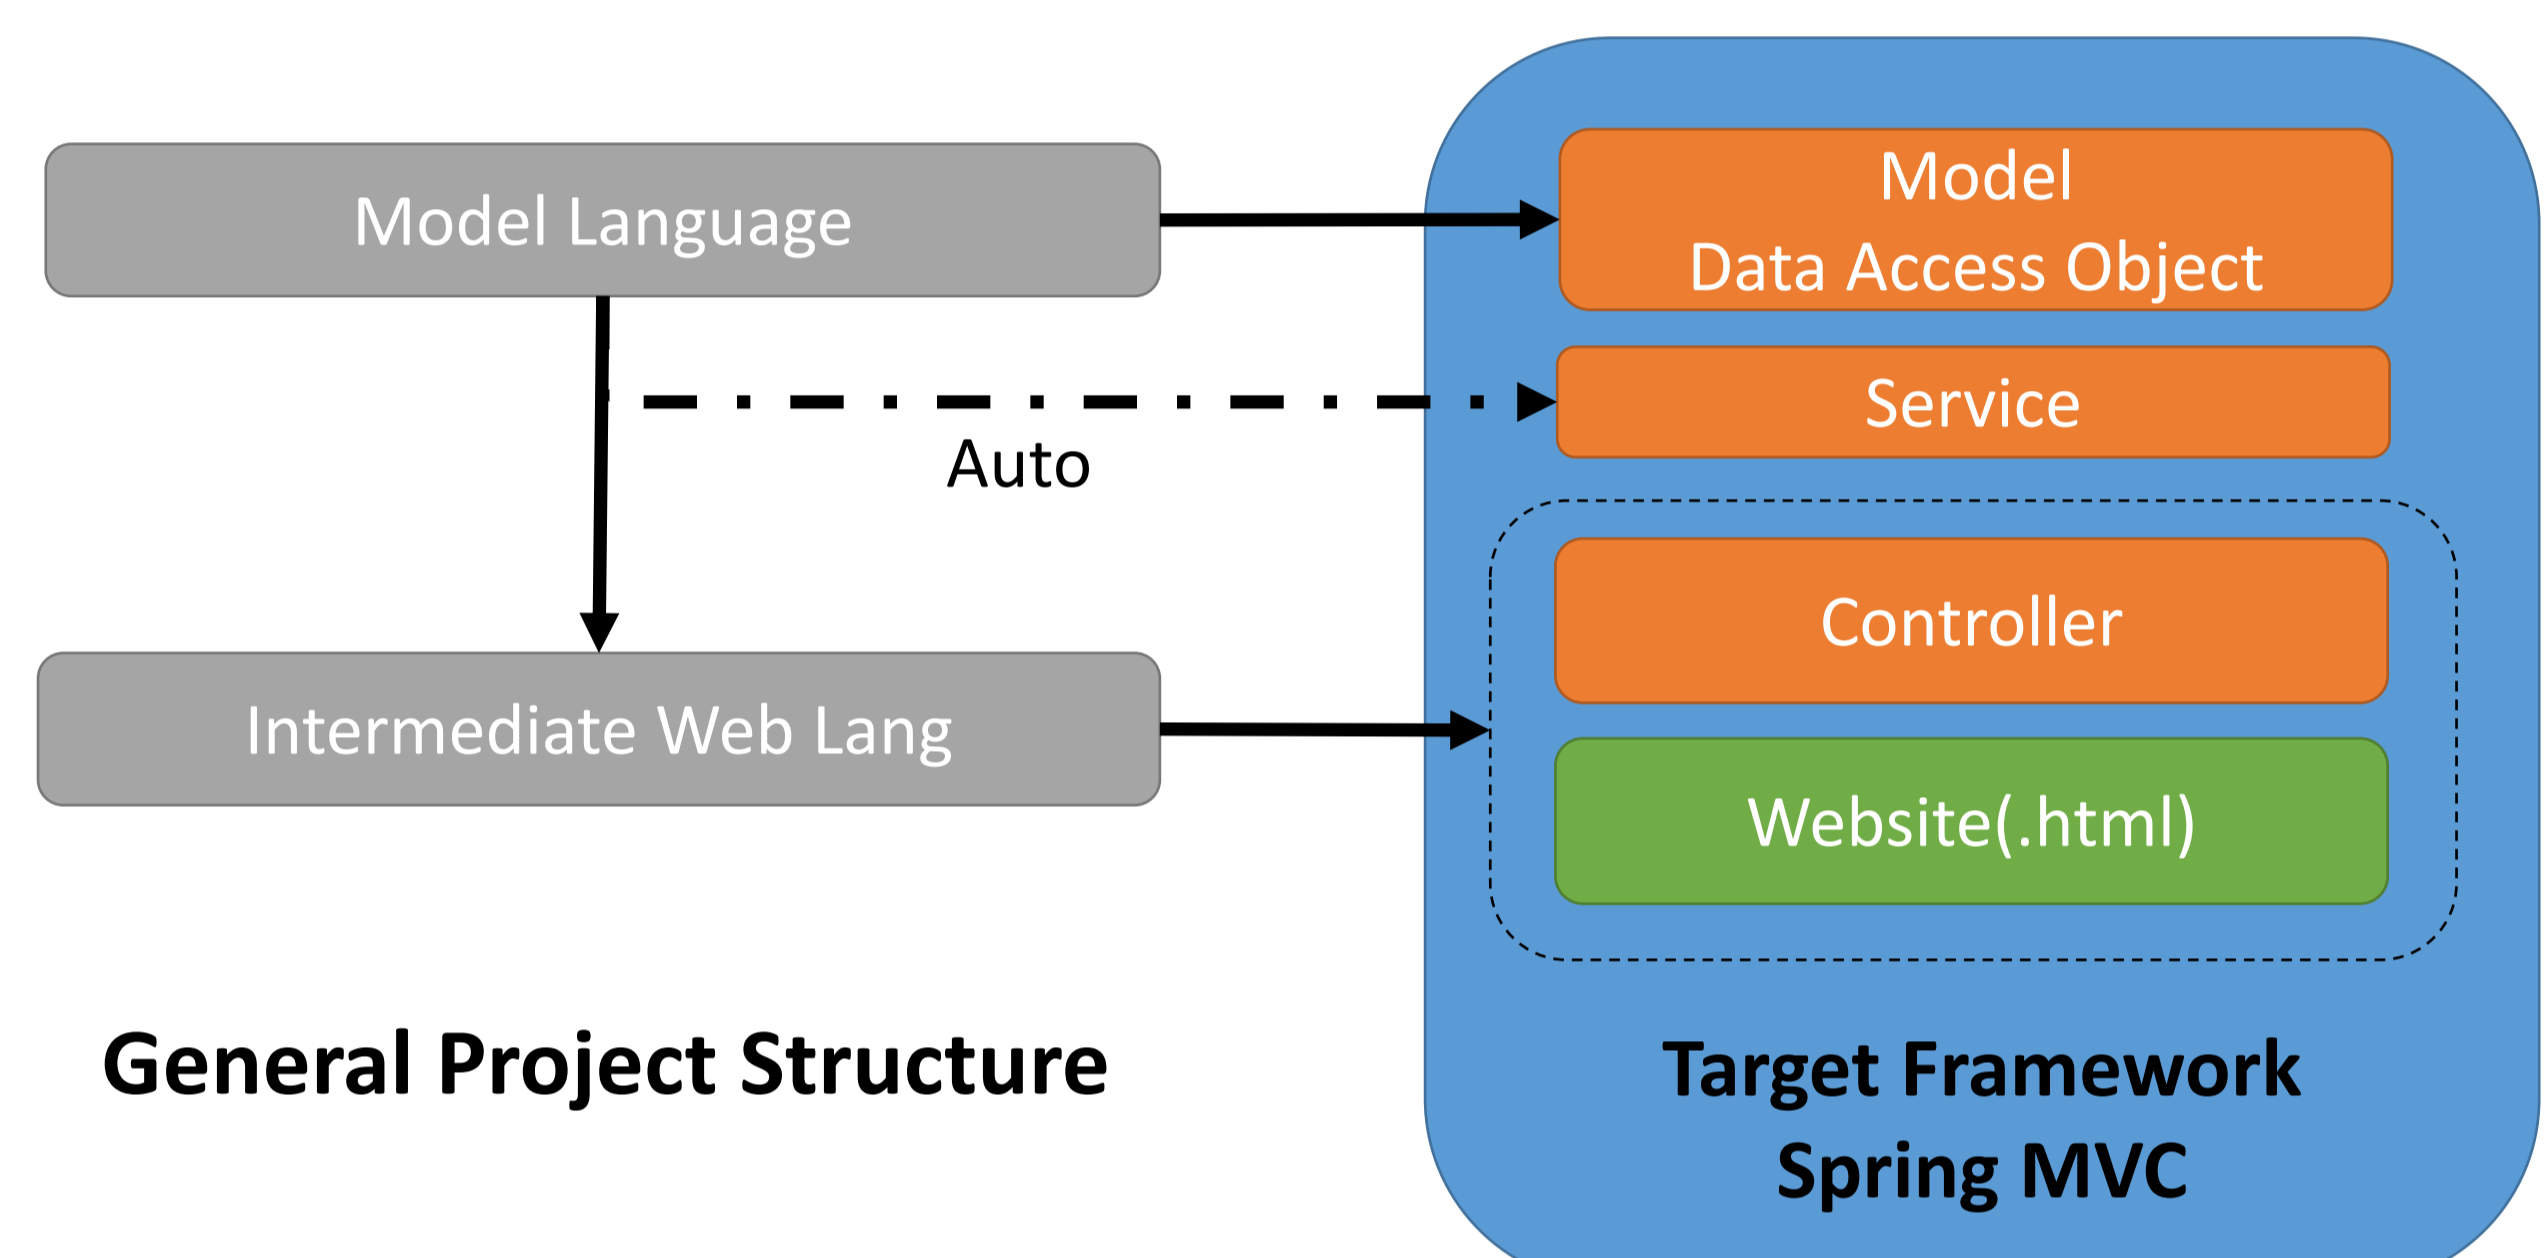 Model Language
Model
Data Access Object
Service
Auto
Controller
Intermediate Web Lang
Website(.html)
General Project Structure
Target Framework
Spring MVC